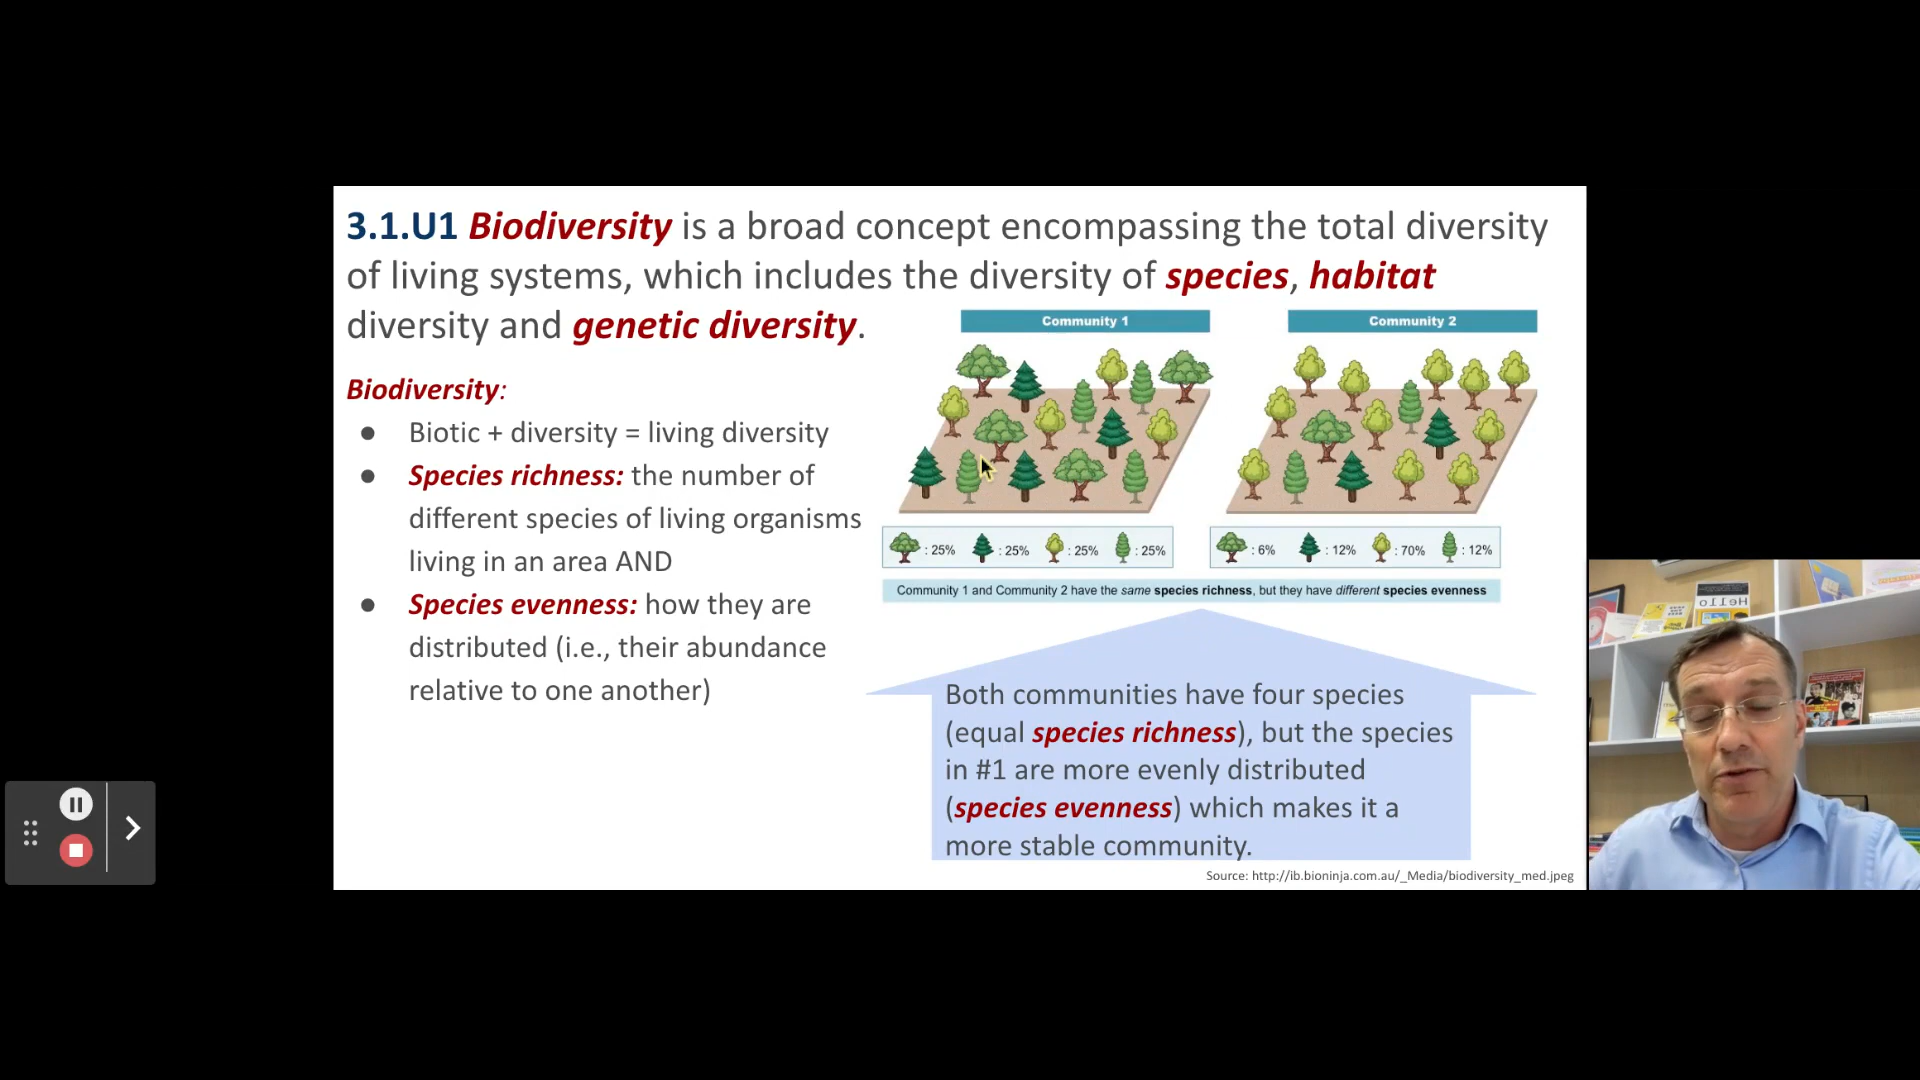 3.1.U1 Biodiversity is a broad concept encompassing the total diversity
of living systems, which includes the diversity of species, habitat
diversity and genetic diversity.
Biodiversity:
● Biotic + diversity = living diversity
● Species richness: the number of
different species of living organisms
living in an area AND
● Species evenness: how they are
distributed (i.e., their abundance
relative to one another)
Community 1
Community 2
: 25% : 25% : 25% : 25%
: 6% : 12% : 70% : 12%
Community 1 and Community 2 have the same species richness, but they have different species evenness
Both communities have four species
(equal species richness), but the species
in #1 are more evenly distributed
(species evenness) which makes it a
more stable community.
Source: http://ib.bioninja.com.au/_Media/biodiversity_med.jpeg
Hello